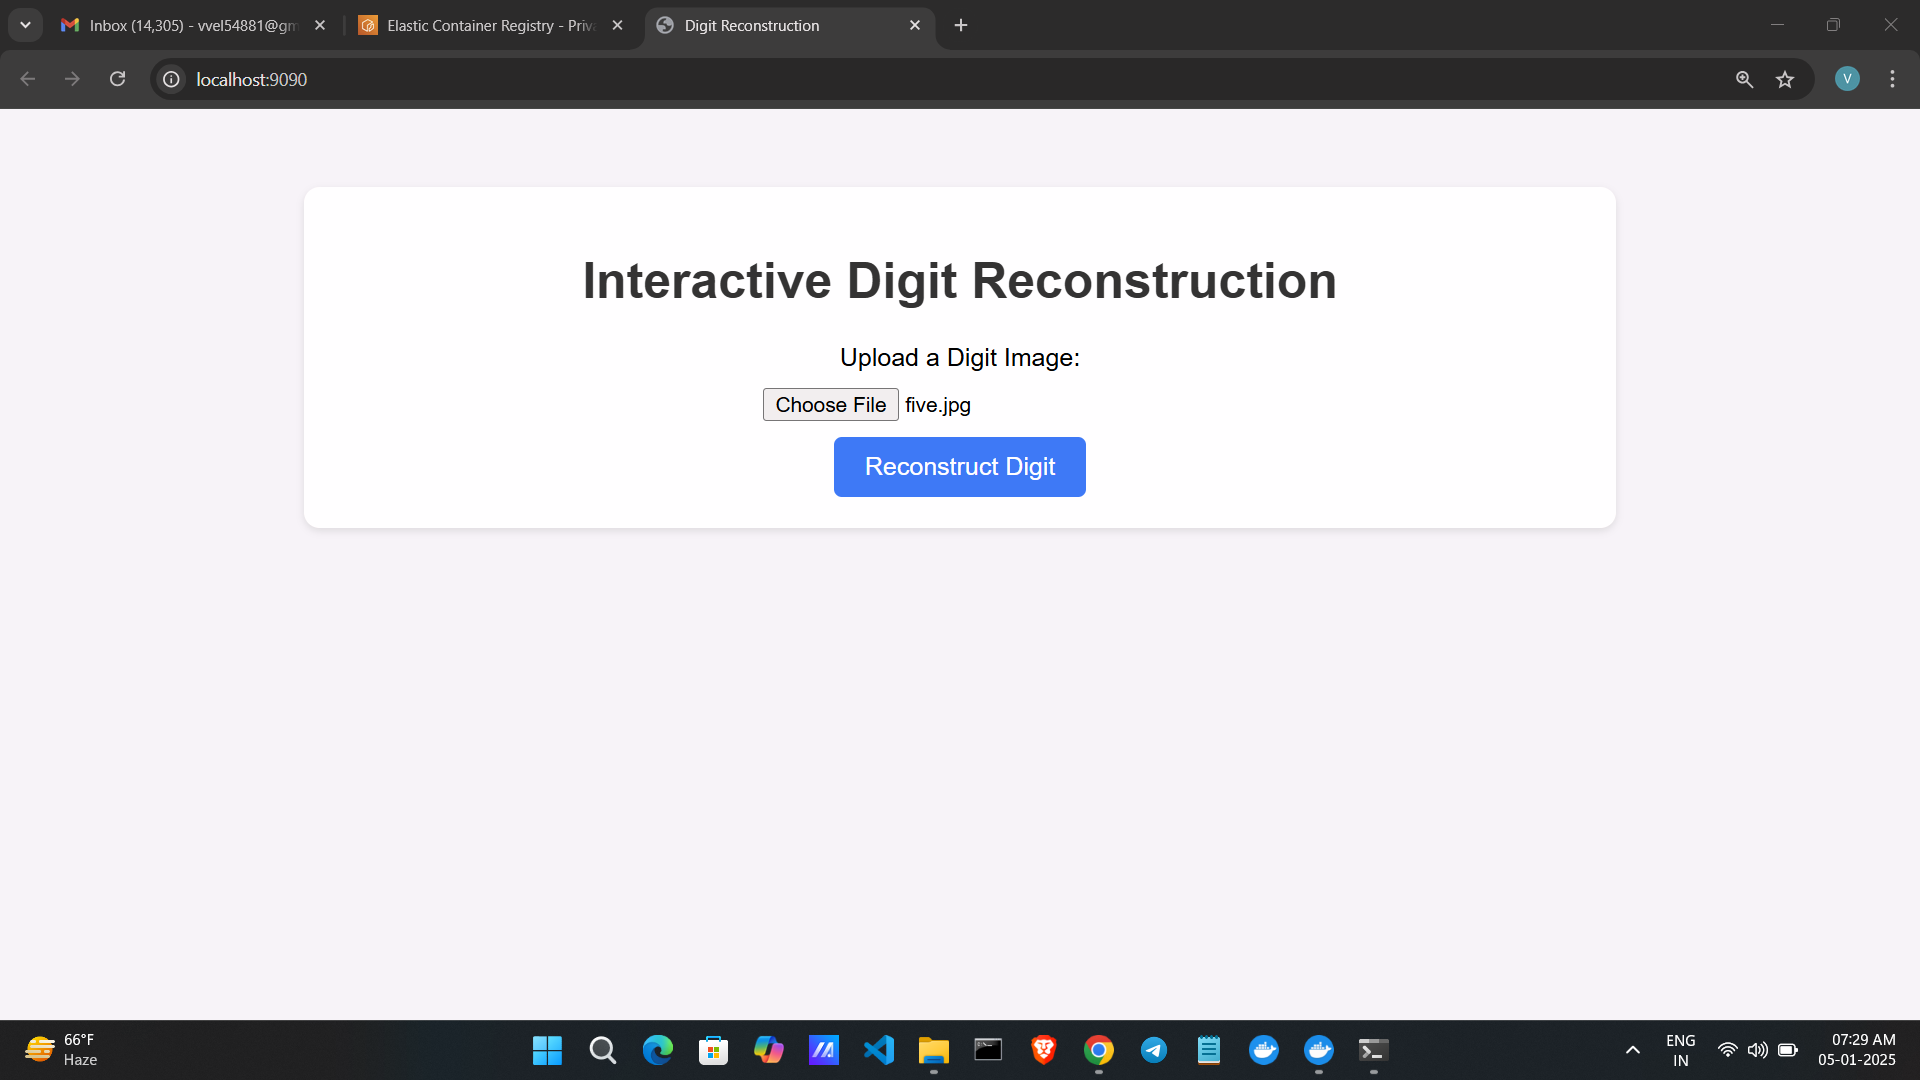 Inbox (14,305) - vvel54881@gm
Elastic Container Registry - Priv
Digit Reconstruction
localhost:9090
V
Interactive Digit Reconstruction
Upload a Digit Image:
Choose File five.jpg
Reconstruct Digit
66°F
Haze
ENG
IN
07:29 AM
05-01-2025